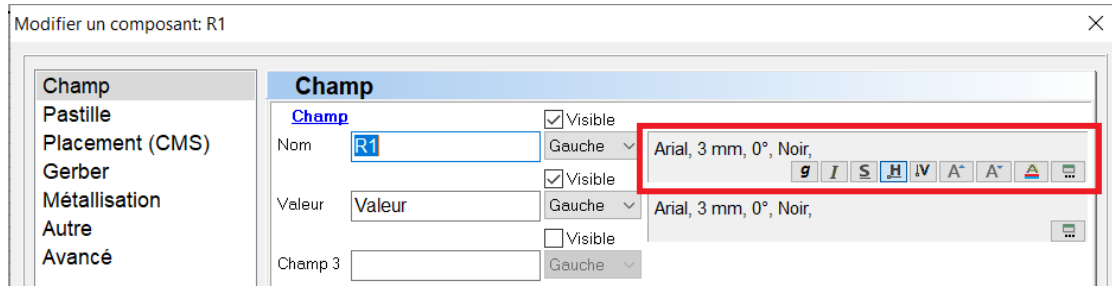 Modifier un composant: R1
Champ
Pastille
Placement (CMS)
Gerber
Métallisation
Autre
Avancé
Champ
Champ
Visible
Nom R1 Gauche Arial, 3 mm, 0°, Noir,
g I S H V A A A
Visible
Valeur Valeur Gauche Arial, 3 mm, 0°, Noir,
Visible
Champ 3 Gauche